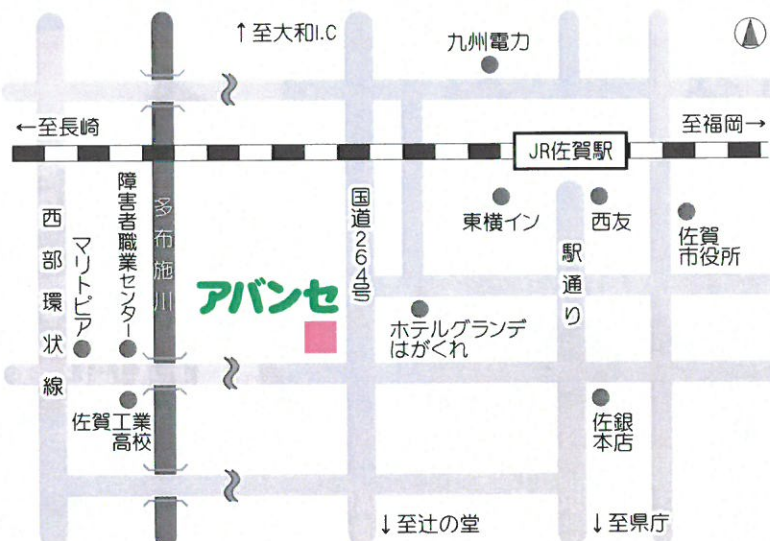 ↑至大和I.C
九州電力
←至長崎
至福岡→
JR佐賀駅
障害者職業センター
マリトピア
西部環状線
多布施川
国道264号
東横イン
西友
佐賀
市役所
駅通り
アバンセ
ホテルグランデ
はがくれ
佐賀工業
高校
佐銀
本店
↓至辻の堂
↓至県庁